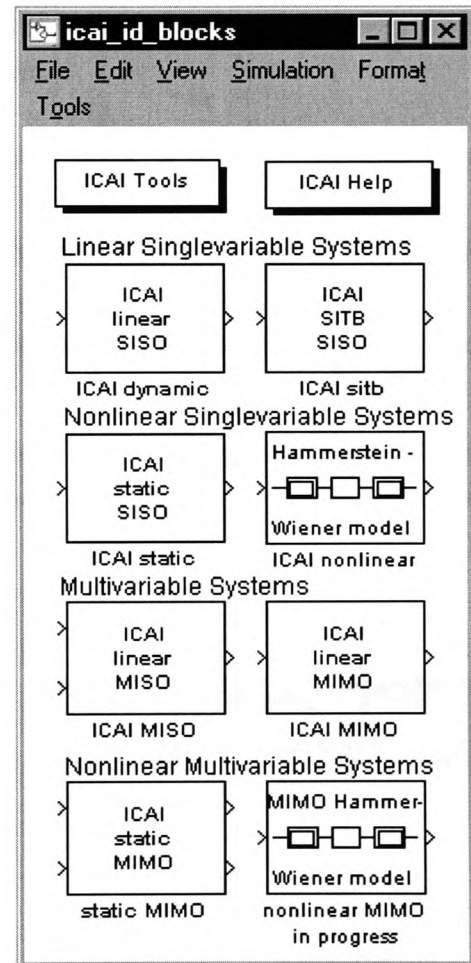 icai_id_blocks
File Edit View Simulation Format
Tools
ICAI Tools ICAI Help
Linear Singlevariable Systems
ICAI ICAI
linear SITB
SISO SISO
ICAI dynamic ICAI sitb
Nonlinear Singlevariable Systems
ICAI Hammerstein -
static
SISO Wiener model
ICAI static ICAI nonlinear
Multivariable Systems
ICAI ICAI
linear linear
MISO MIMO
ICAI MISO ICAI MIMO
Nonlinear Multivariable Systems
ICAI MIMO Hammer-
static
MIMO Wiener model
static MIMO nonlinear MIMO
in progress